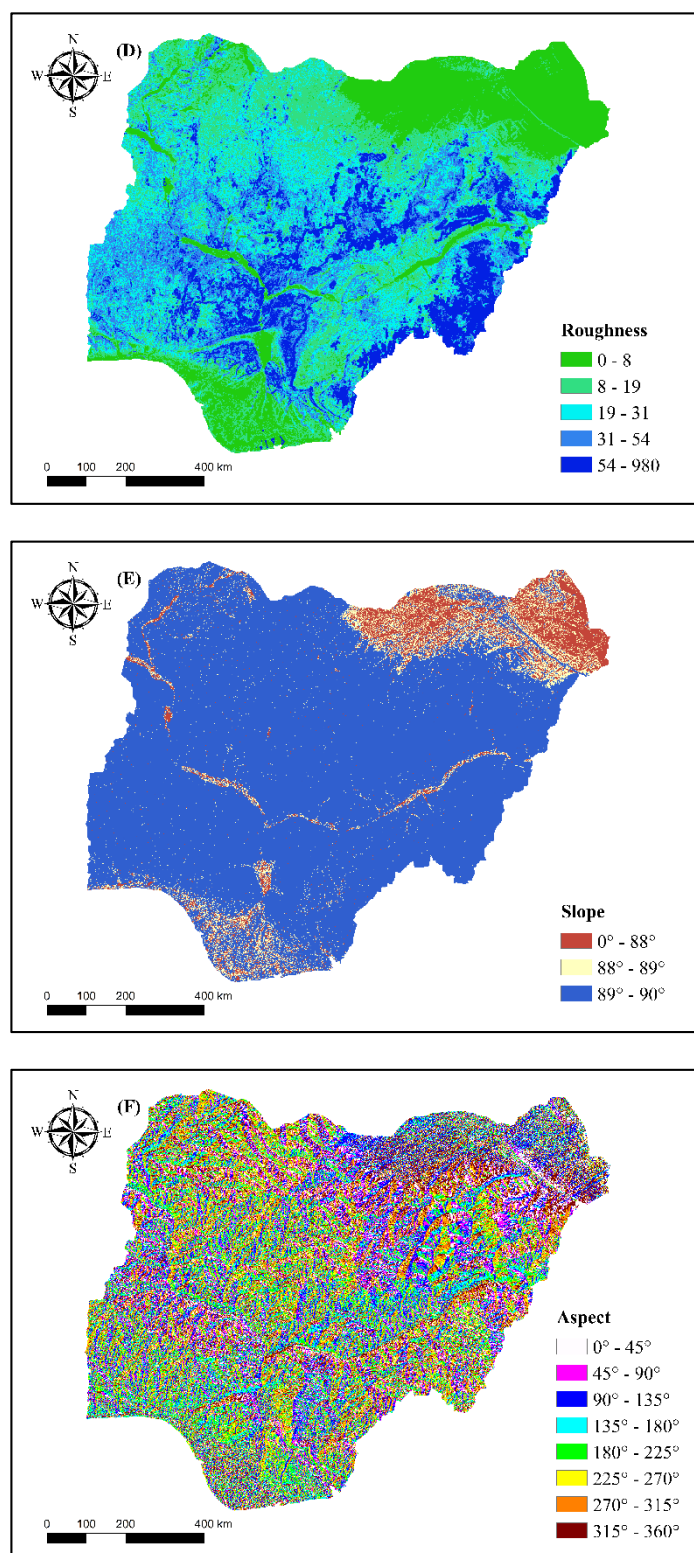 (D)
N
W E
S
Roughness
0 - 8
8 - 19
19 - 31
31 - 54
54 - 980
0 100 200 400 km
(E)
N
W E
S
Slope
0° - 88°
88° - 89°
89° - 90°
0 100 200 400 km
(F)
N
W E
S
Aspect
0° - 45°
45° - 90°
90° - 135°
135° - 180°
180° - 225°
225° - 270°
270° - 315°
315° - 360°
0 100 200 400 km